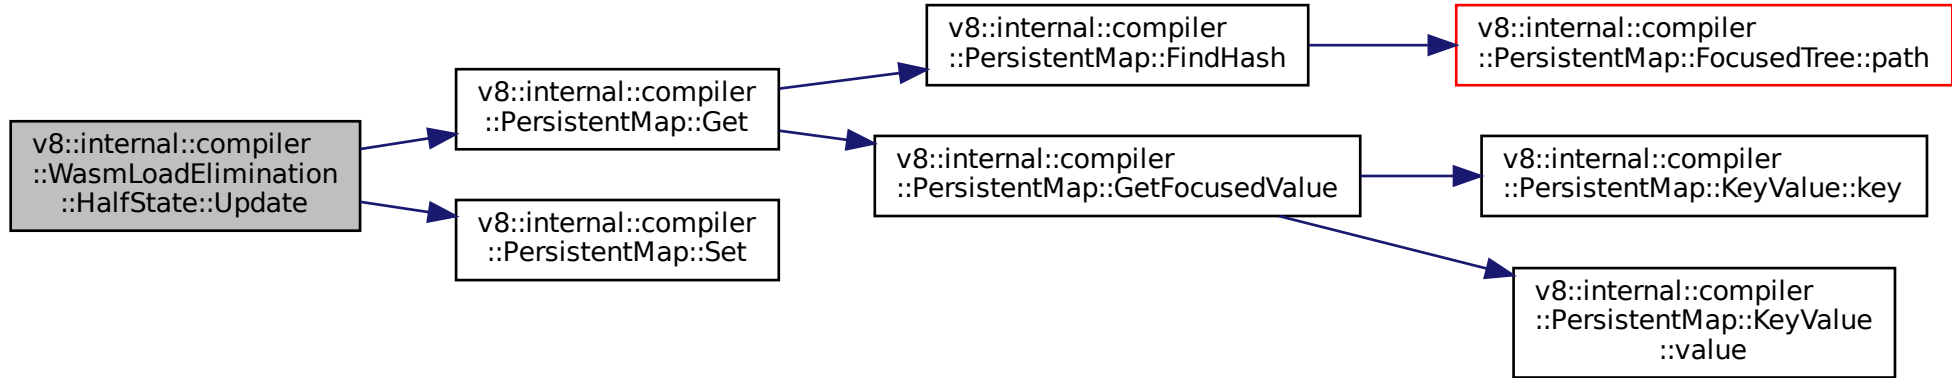 v8::internal::compiler
::WasmLoadElimination
::HalfState::Update
v8::internal::compiler
::PersistentMap::Get
v8::internal::compiler
::PersistentMap::Set
v8::internal::compiler
::PersistentMap::FindHash
v8::internal::compiler
::PersistentMap::GetFocusedValue
v8::internal::compiler
::PersistentMap::FocusedTree::path
v8::internal::compiler
::PersistentMap::KeyValue::key
v8::internal::compiler
::PersistentMap::KeyValue
::value